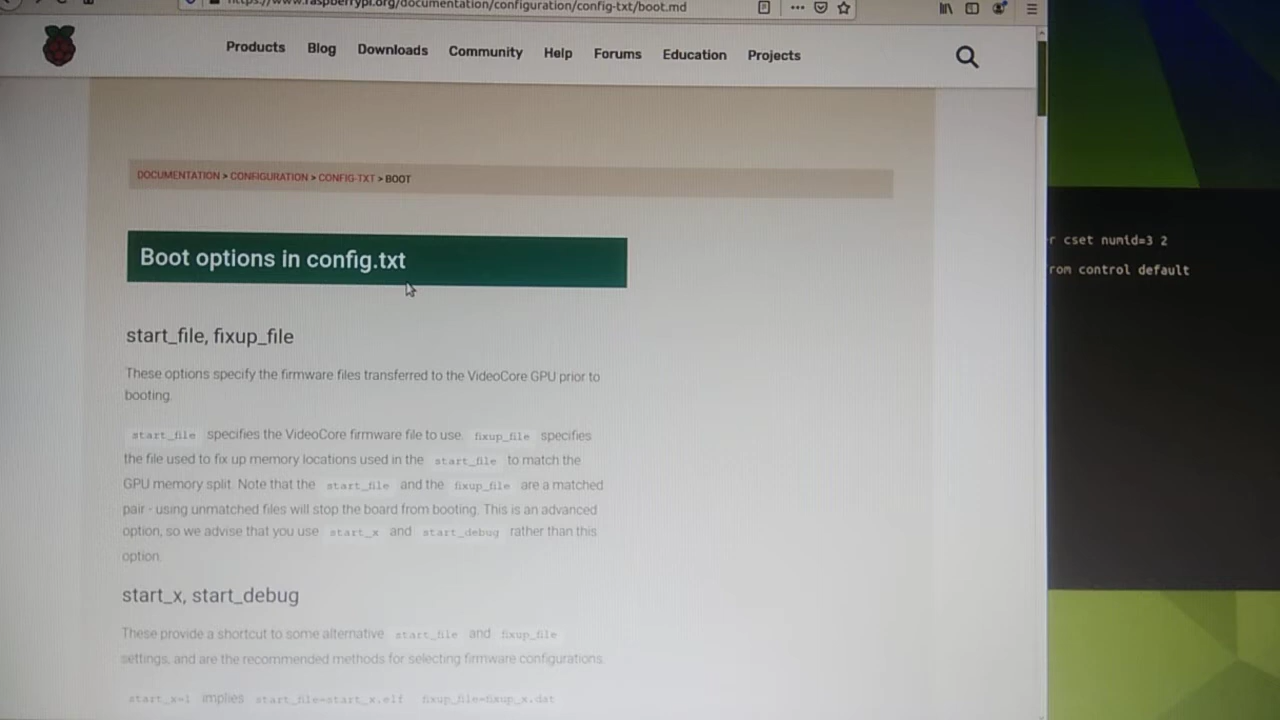 https://www.raspberrypi.org/documentation/configuration/config-txt/boot.md
Products Blog Downloads Community Help Forums Education Projects
DOCUMENTATION > CONFIGURATION > CONFIG-TXT > BOOT
Boot options in config.txt
start_file, fixup_file
These options specify the firmware files transferred to the VideoCore GPU prior to
booting.
start_file specifies the VideoCore firmware file to use. fixup_file specifies
the file used to fix up memory locations used in the start_file to match the
GPU memory split. Note that the start_file and the fixup_file are a matched
pair - using unmatched files will stop the board from booting. This is an advanced
option, so we advise that you use start_x and start_debug rather than this
option.
start_x, start_debug
These provide a shortcut to some alternative start_file and fixup_file
settings, and are the recommended methods for selecting firmware configurations.
start_x=1 implies start_file=start_x.elf fixup_file=fixup_x.dat
r cset numid=3 2
rom control default